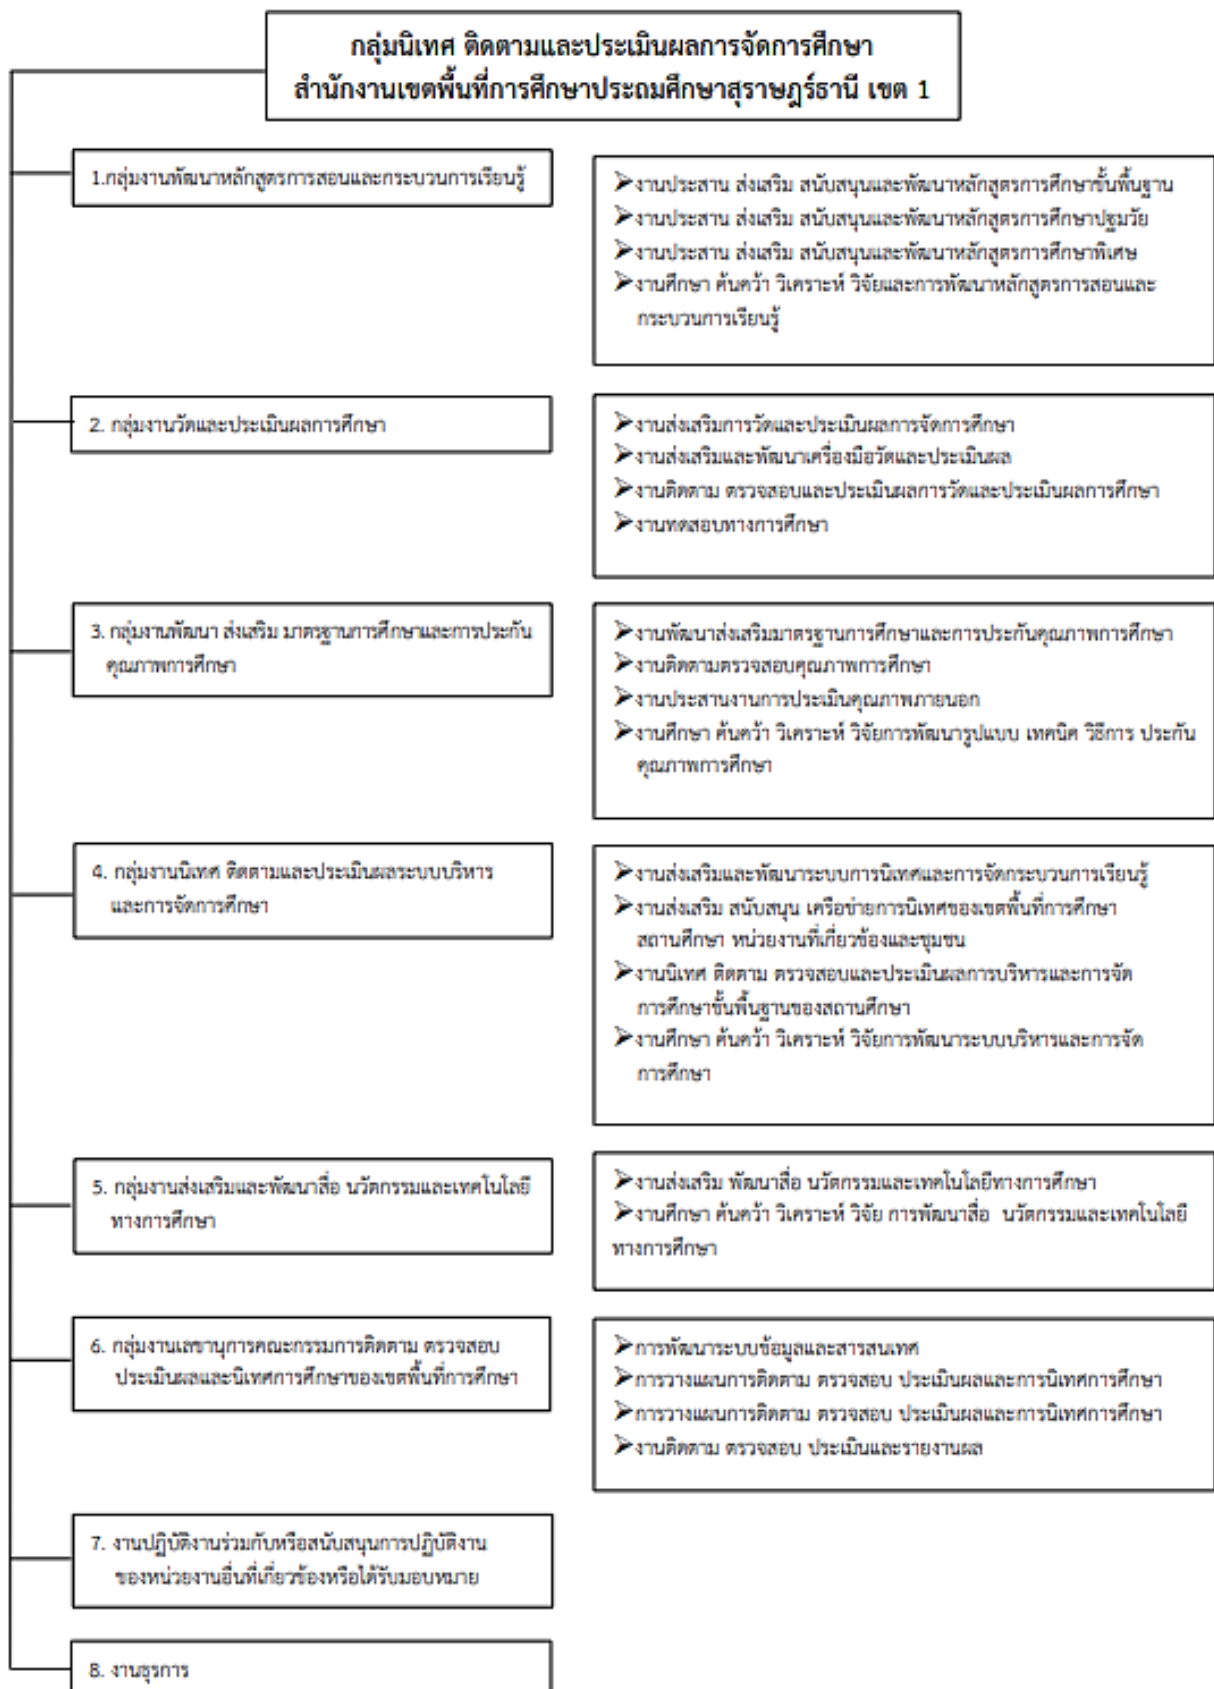 กลุ่มนิเทศ ติดตามและประเมินผลการจัดการศึกษา
สำนักงานเขตพื้นที่การศึกษาประถมศึกษาสุราษฎร์ธานี เขต 1
1.กลุ่มงานพัฒนาหลักสูตรการสอนและกระบวนการเรียนรู้
➢งานประสาน ส่งเสริม สนับสนุนและพัฒนาหลักสูตรการศึกษาขั้นพื้นฐาน
➢งานประสาน ส่งเสริม สนับสนุนและพัฒนาหลักสูตรการศึกษาปฐมวัย
➢งานประสาน ส่งเสริม สนับสนุนและพัฒนาหลักสูตรการศึกษาพิเศษ
➢งานศึกษา ค้นคว้า วิเคราะห์ วิจัยและการพัฒนาหลักสูตรการสอนและ
กระบวนการเรียนรู้
2. กลุ่มงานวัดและประเมินผลการศึกษา
➢งานส่งเสริมการวัดและประเมินผลการจัดการศึกษา
➢งานส่งเสริมและพัฒนาเครื่องมือวัดและประเมินผล
➢งานติดตาม ตรวจสอบและประเมินผลการวัดและประเมินผลการศึกษา
➢งานทดสอบทางการศึกษา
3. กลุ่มงานพัฒนา ส่งเสริม มาตรฐานการศึกษาและการประกัน
คุณภาพการศึกษา
➢งานพัฒนาส่งเสริมมาตรฐานการศึกษาและการประกันคุณภาพการศึกษา
➢งานติดตามตรวจสอบคุณภาพการศึกษา
➢งานประสานงานการประเมินคุณภาพภายนอก
➢งานศึกษา ค้นคว้า วิเคราะห์ วิจัยการพัฒนารูปแบบ เทคนิค วิธีการ ประกัน
คุณภาพการศึกษา
4. กลุ่มงานนิเทศ ติดตามและประเมินผลระบบบริหาร
และการจัดการศึกษา
➢งานส่งเสริมและพัฒนาระบบการนิเทศและการจัดกระบวนการเรียนรู้
➢งานส่งเสริม สนับสนุน เครือข่ายการนิเทศของเขตพื้นที่การศึกษา
สถานศึกษา หน่วยงานที่เกี่ยวข้องและชุมชน
➢งานนิเทศ ติดตาม ตรวจสอบและประเมินผลการบริหารและการจัด
การศึกษาขั้นพื้นฐานของสถานศึกษา
➢งานศึกษา ค้นคว้า วิเคราะห์ วิจัยการพัฒนาระบบบริหารและการจัด
การศึกษา
5. กลุ่มงานส่งเสริมและพัฒนาสื่อ นวัตกรรมและเทคโนโลยี
ทางการศึกษา
➢งานส่งเสริม พัฒนาสื่อ นวัตกรรมและเทคโนโลยีทางการศึกษา
➢งานศึกษา ค้นคว้า วิเคราะห์ วิจัย การพัฒนาสื่อ นวัตกรรมและเทคโนโลยี
ทางการศึกษา
6. กลุ่มงานเลขานุการคณะกรรมการติดตาม ตรวจสอบ
ประเมินผลและนิเทศการศึกษาของเขตพื้นที่การศึกษา
➢การพัฒนาระบบข้อมูลและสารสนเทศ
➢การวางแผนการติดตาม ตรวจสอบ ประเมินผลและการนิเทศการศึกษา
➢การวางแผนการติดตาม ตรวจสอบ ประเมินผลและการนิเทศการศึกษา
➢งานติดตาม ตรวจสอบ ประเมินและรายงานผล
7. งานปฏิบัติงานร่วมกับหรือสนับสนุนการปฏิบัติงาน
ของหน่วยงานอื่นที่เกี่ยวข้องหรือได้รับมอบหมาย
8. งานธุรการ